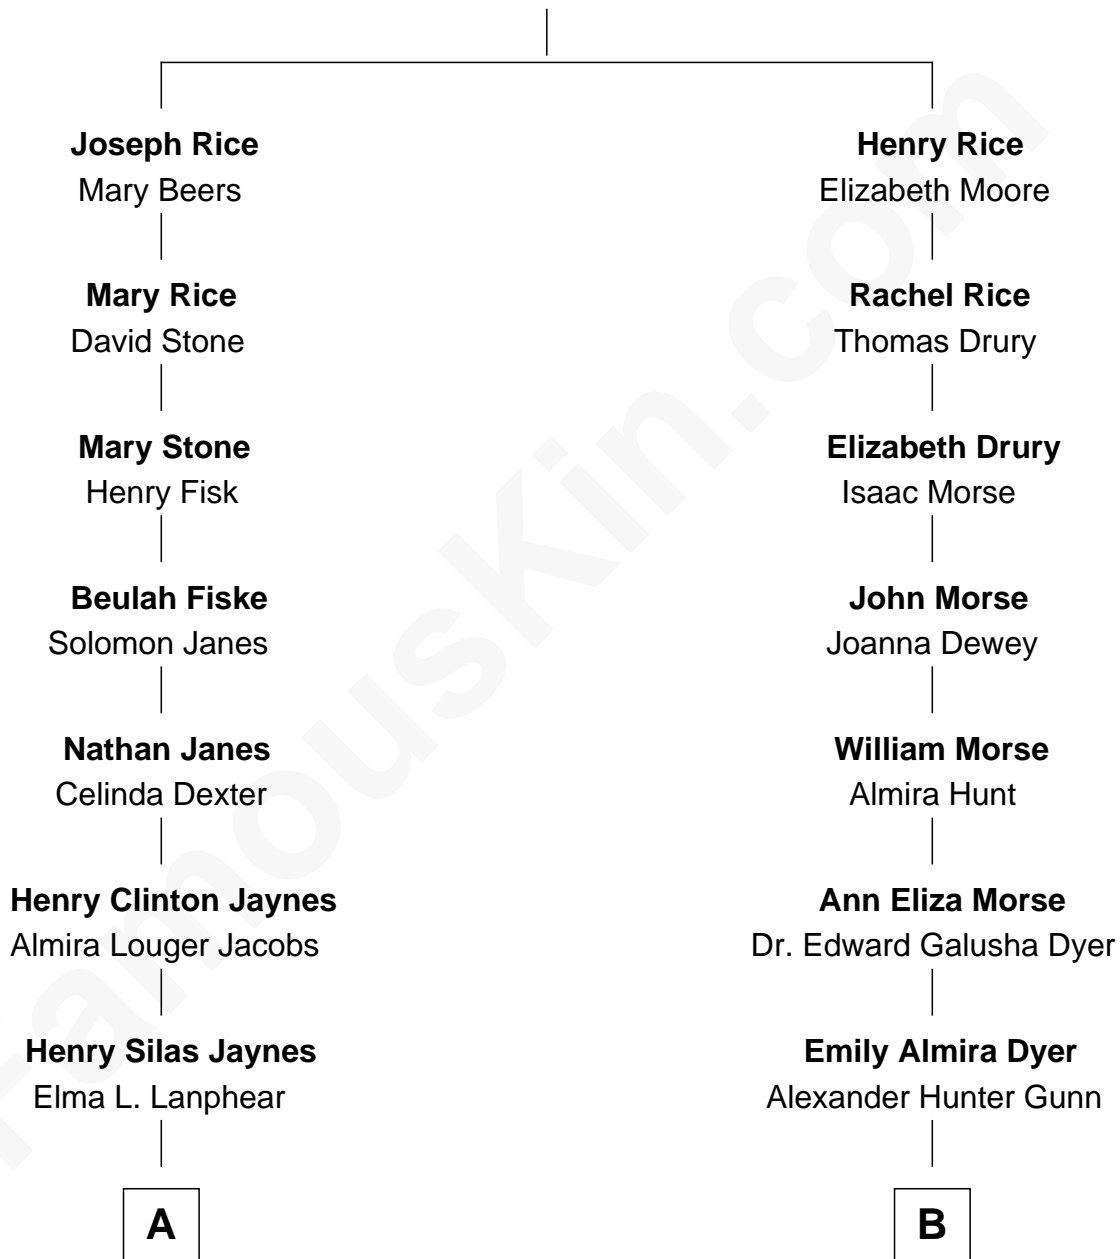 Joseph Rice
Mary Beers
Henry Rice
Elizabeth Moore
Mary Rice
David Stone
Rachel Rice
Thomas Drury
Mary Stone
Henry Fisk
Elizabeth Drury
Isaac Morse
Beulah Fiske
Solomon Janes
John Morse
Joanna Dewey
Nathan Janes
Celinda Dexter
William Morse
Almira Hunt
Henry Clinton Jaynes
Almira Louger Jacobs
Ann Eliza Morse
Dr. Edward Galusha Dyer
Henry Silas Jaynes
Elma L. Lanphear
Emily Almira Dyer
Alexander Hunter Gunn
A
B
FamousKin.com